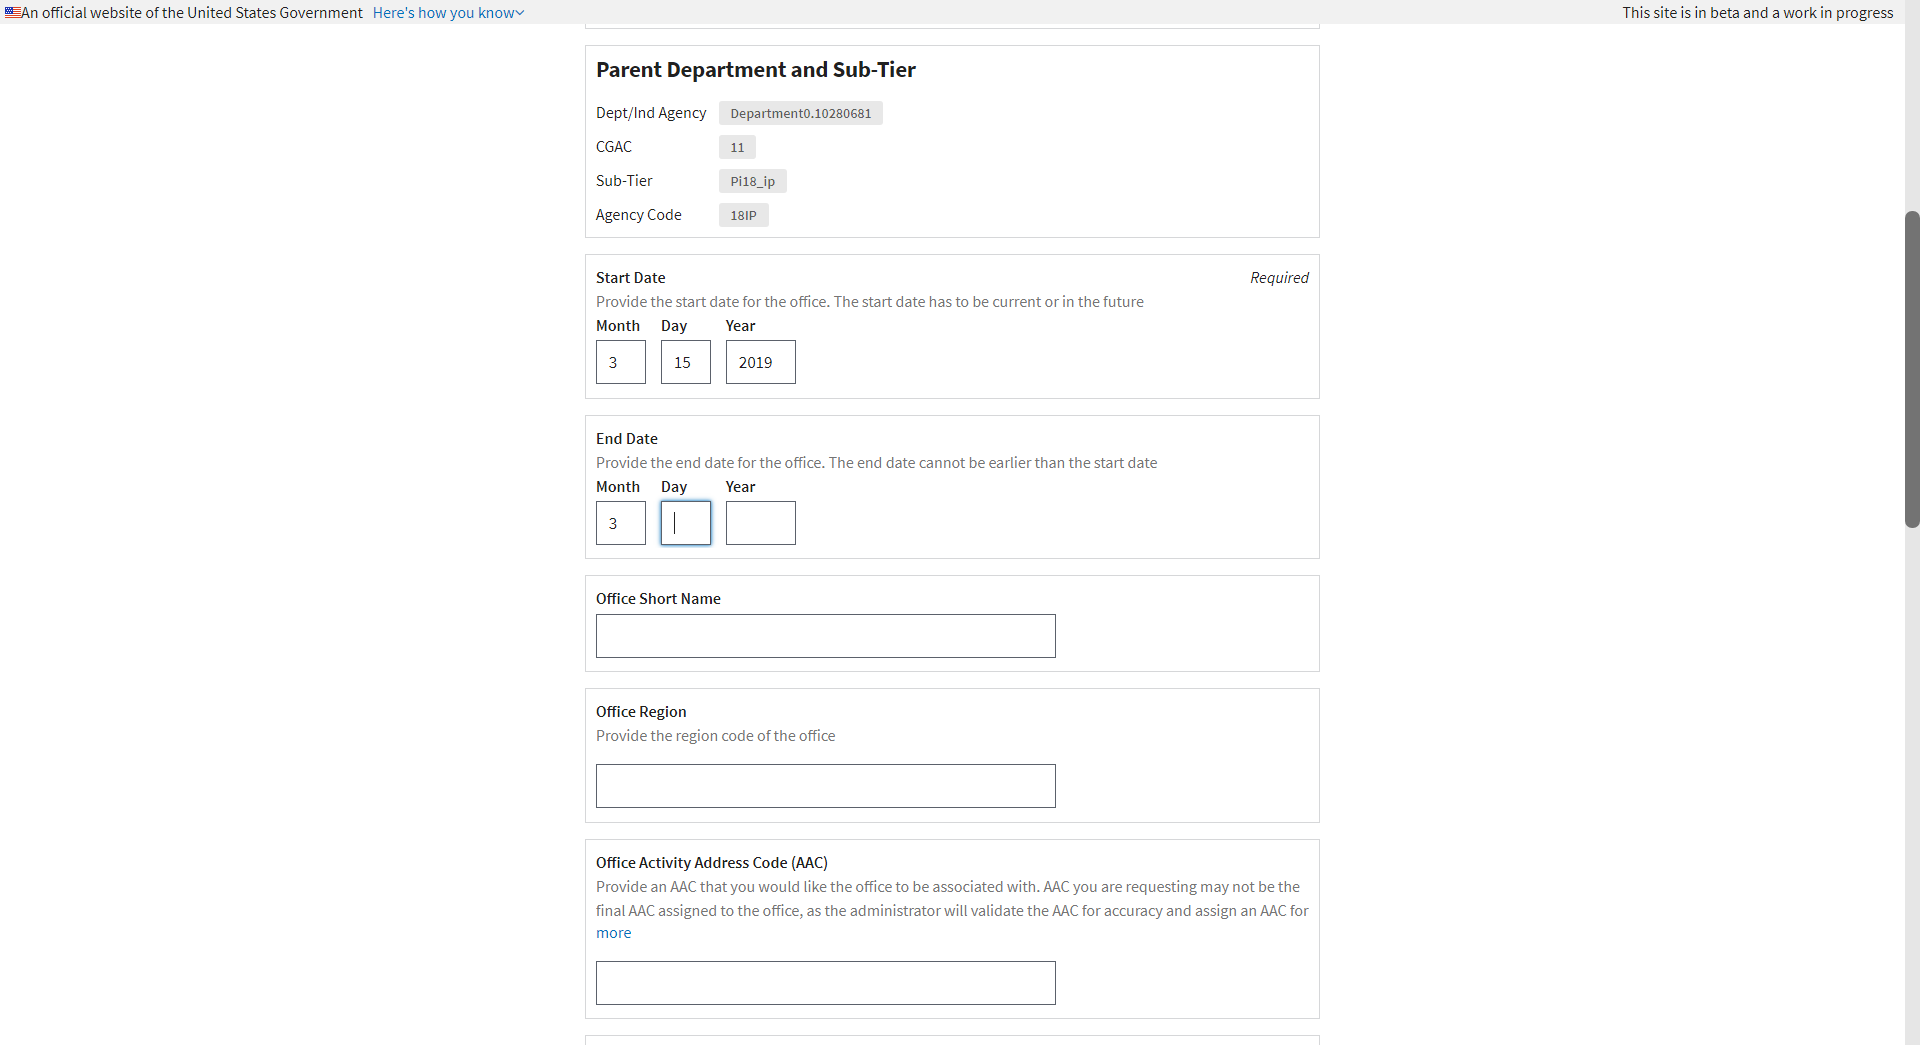 An official website of the United States Government Here's how you know
This site is in beta and a work in progress
Parent Department and Sub-Tier
Dept/Ind Agency Department0.10280681
CGAC 11
Sub-Tier Pi18_ip
Agency Code 18IP
Start Date Required
Provide the start date for the office. The start date has to be current or in the future
Month Day Year
3 15 2019
End Date
Provide the end date for the office. The end date cannot be earlier than the start date
Month Day Year
3
Office Short Name
Office Region
Provide the region code of the office
Office Activity Address Code (AAC)
Provide an AAC that you would like the office to be associated with. AAC you are requesting may not be the
final AAC assigned to the office, as the administrator will validate the AAC for accuracy and assign an AAC for
more